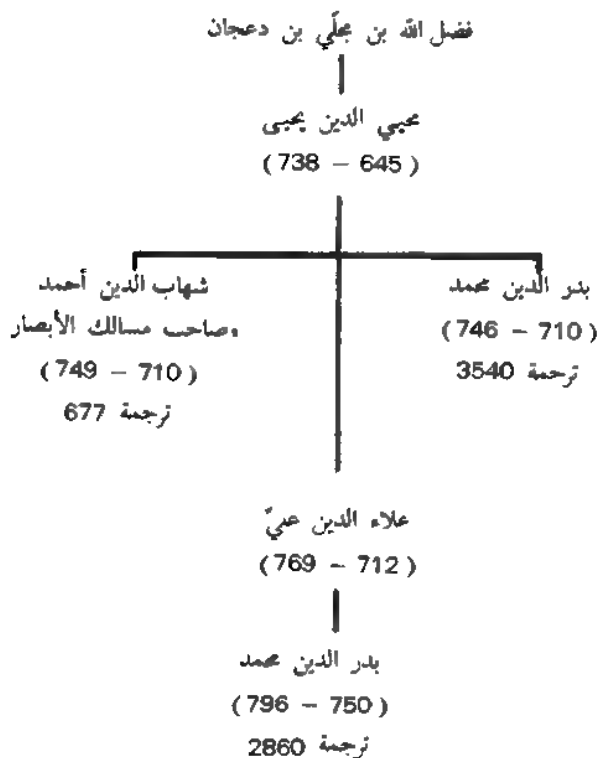 فضل الله بن مجلّي بن دعجان
محيي الدين يحيى
(645 – 738)
بدر الدين محمد
(710 – 746)
ترجمة 3540
شهاب الدين أحمد
صاحب مسالك الأبصار
(710 – 749)
ترجمة 677
علاء الدين عليّ
(712 – 769)
بدر الدين محمد
(750 – 796)
ترجمة 2860